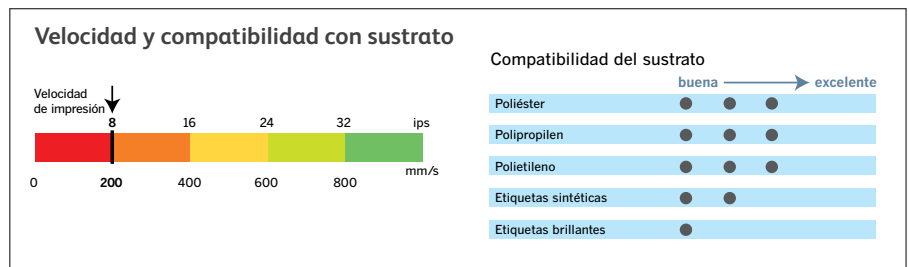 Velocidad y compatibilidad con sustrato
Velocidad
de impresión
8 16 24 32 ips
mm/s
0 200 400 600 800
Compatibilidad del sustrato
buena excelente
Poliéster
Polipropilen
Polietileno
Etiquetas sintéticas
Etiquetas brillantes